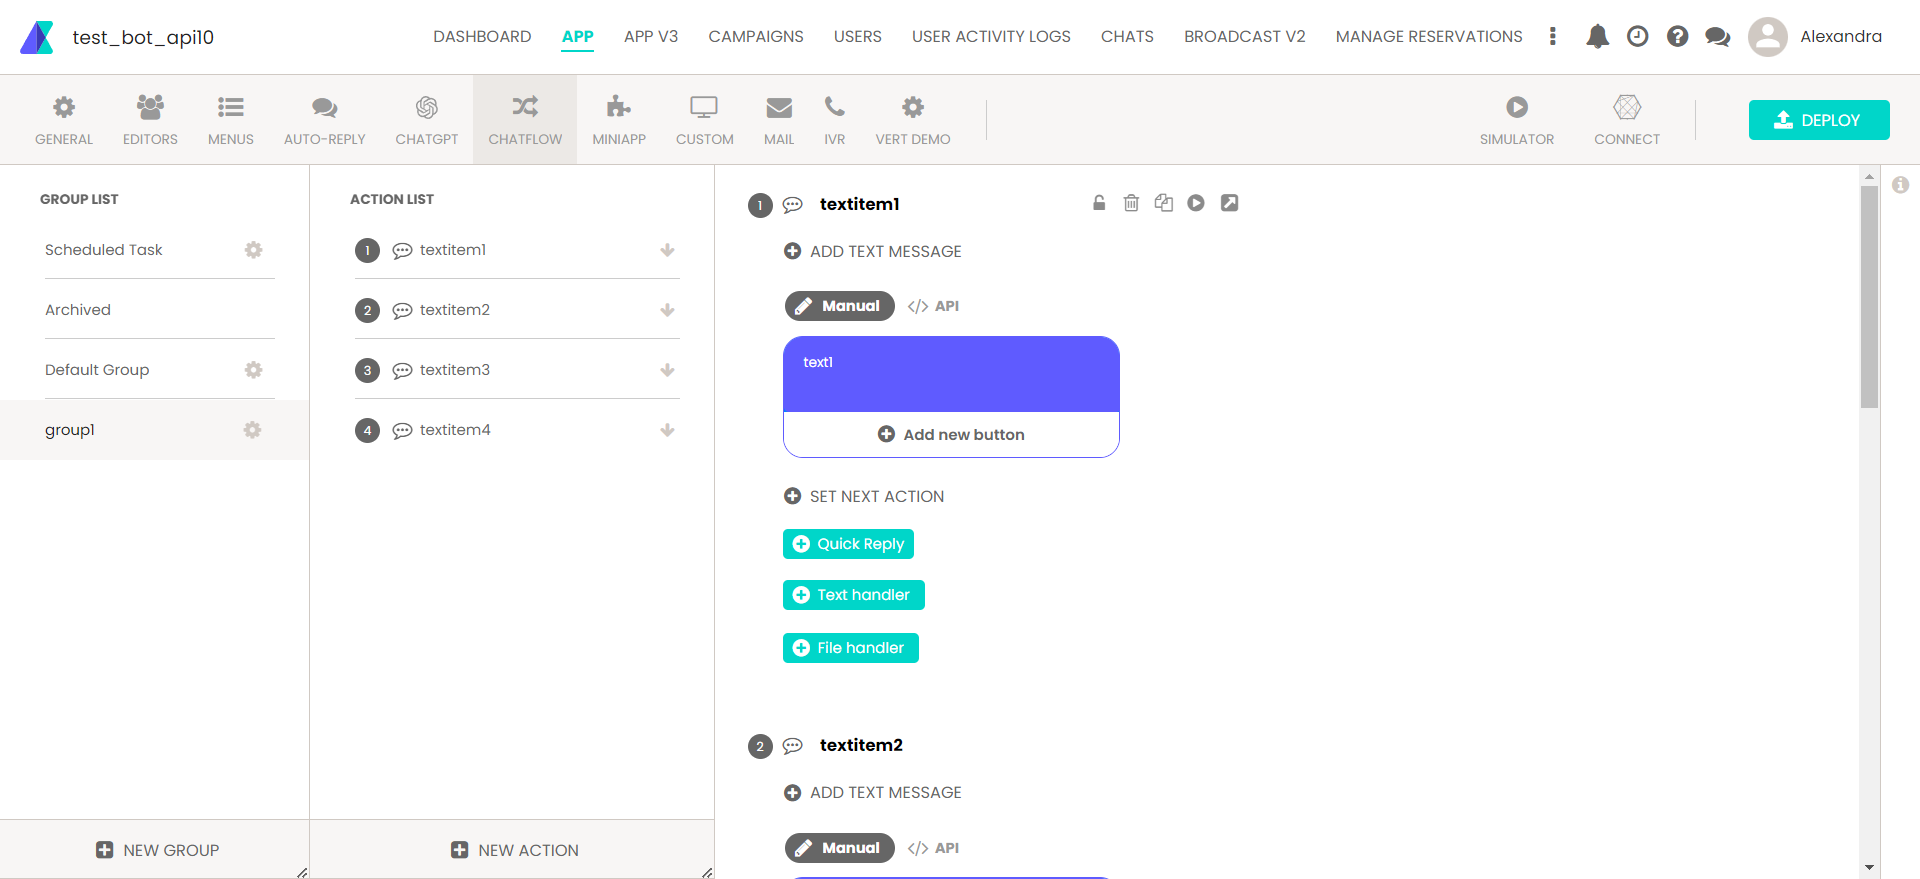 test_bot_api10
DASHBOARD APP APP V3 CAMPAIGNS USERS USER ACTIVITY LOGS CHATS BROADCAST V2 MANAGE RESERVATIONS Alexandra
GENERAL EDITORS MENUS AUTO-REPLY CHATGPT CHATFLOW MINIAPP CUSTOM MAIL IVR VERT DEMO SIMULATOR CONNECT DEPLOY
GROUP LIST
Scheduled Task
Archived
Default Group
group1
NEW GROUP
ACTION LIST
1 textitem1
2 textitem2
3 textitem3
4 textitem4
NEW ACTION
1 textitem1
ADD TEXT MESSAGE
Manual </> API
text1
Add new button
SET NEXT ACTION
Quick Reply
Text handler
File handler
2 textitem2
ADD TEXT MESSAGE
Manual </> API